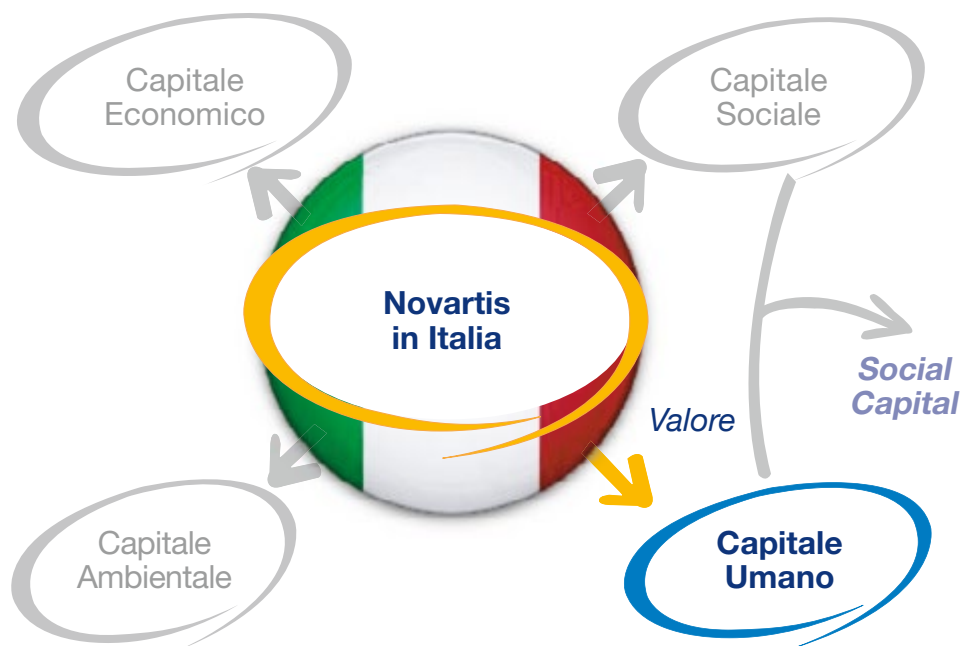 Capitale
Economico
Capitale
Sociale
Novartis
in Italia
Social
Capital
Valore
Capitale
Ambientale
Capitale
Umano